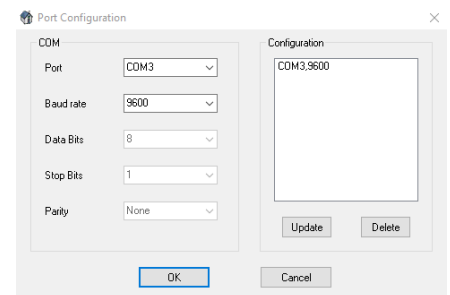 Port Configuration
COM
Port
COM3
Baud rate
9600
Data Bits
8
Stop Bits
1
Parity
None
Configuration
COM3,9600
Update
Delete
OK
Cancel